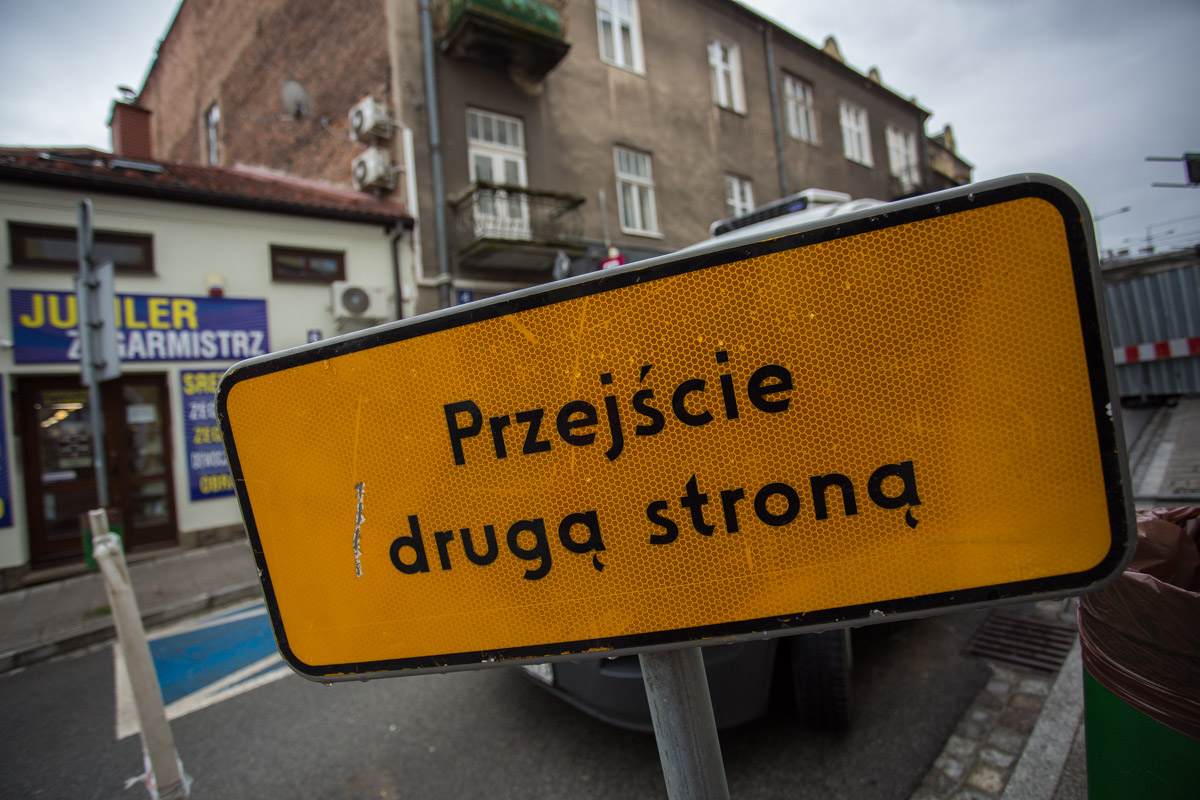 JUBILER
ZEGARMISTRZ
Przejście
drugą stroną